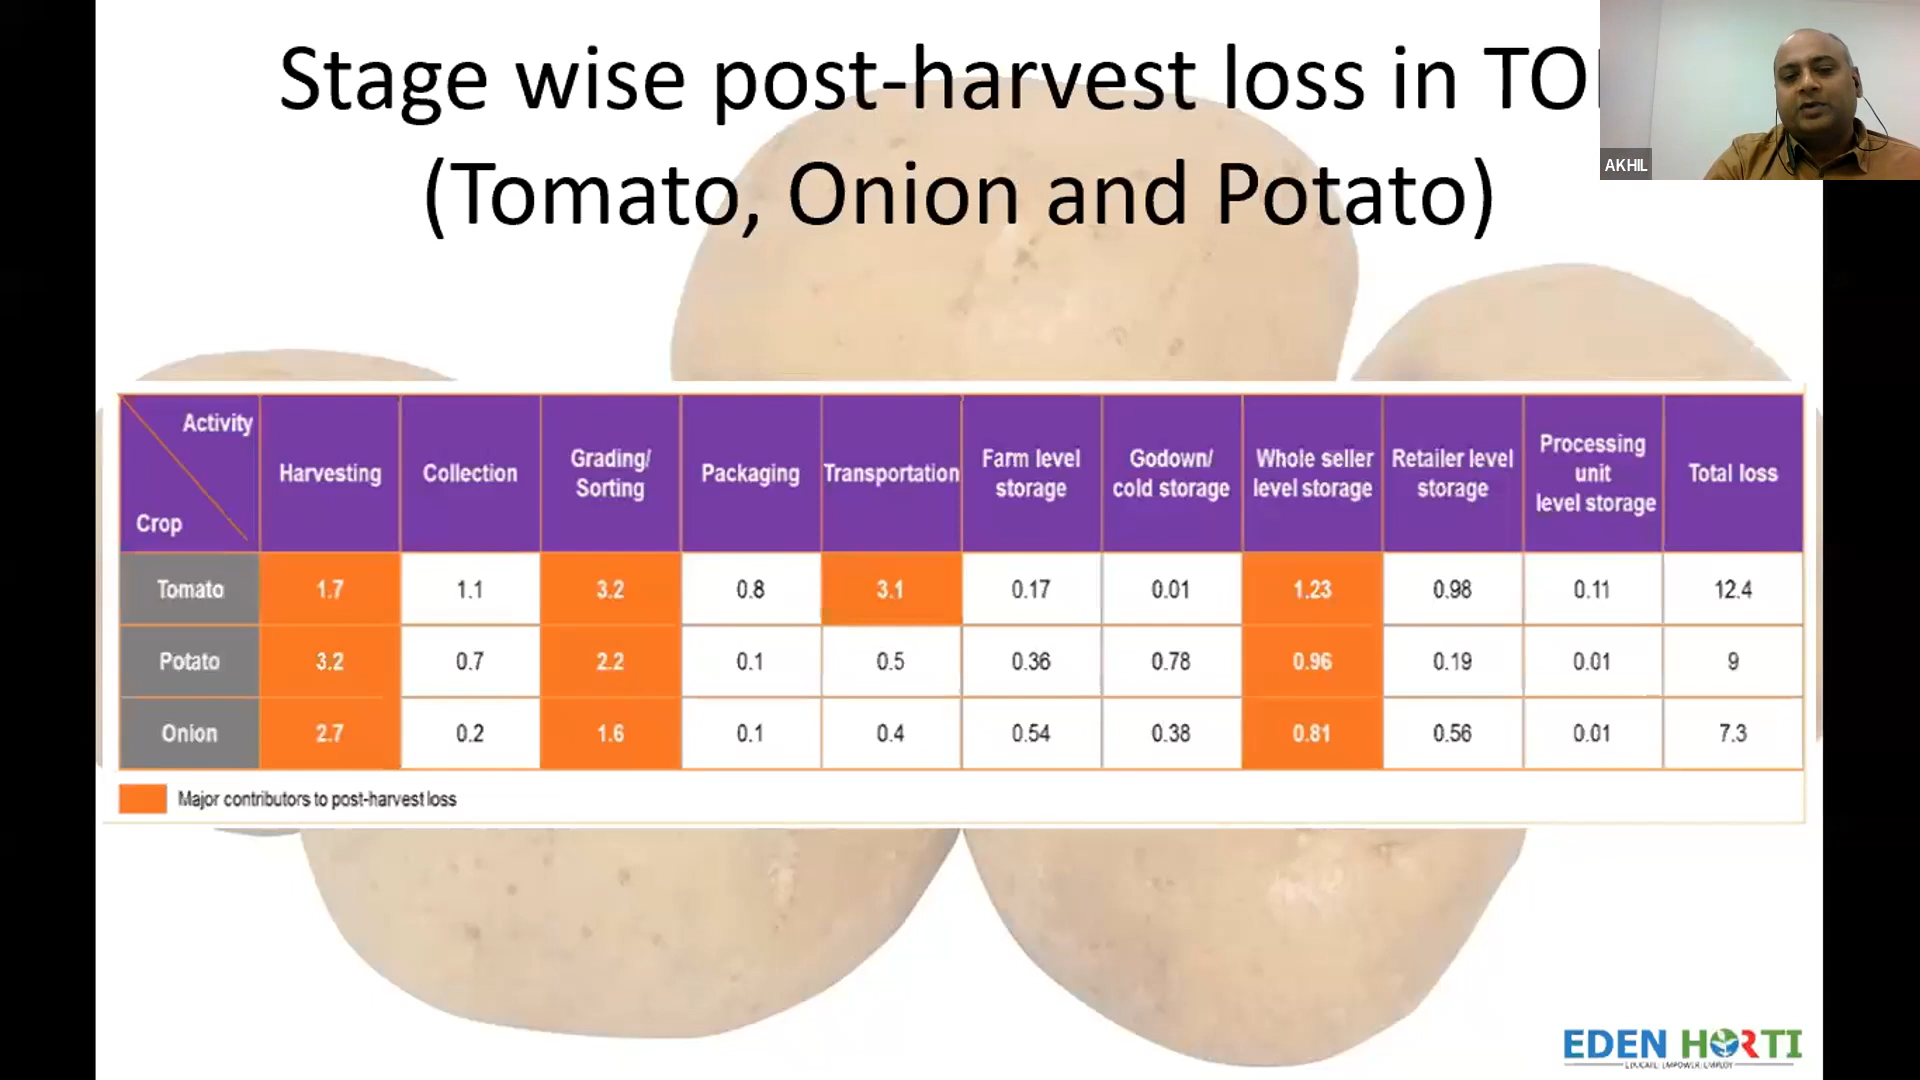 Stage wise post-harvest loss in TO
(Tomato, Onion and Potato)
AKHIL
Activity
Crop
Harvesting
Collection
Grading/
Sorting
Packaging
Transportation
Farm level
storage
Godown/
cold storage
Whole seller
level storage
Retailer level
storage
Processing
unit
level storage
Total loss
Tomato 1.7 1.1 3.2 0.8 3.1 0.17 0.01 1.23 0.98 0.11 12.4
Potato 3.2 0.7 2.2 0.1 0.5 0.36 0.78 0.96 0.19 0.01 9
Onion 2.7 0.2 1.6 0.1 0.4 0.54 0.38 0.81 0.56 0.01 7.3
Major contributors to post-harvest loss
EDEN HORTI
EDUCATE, EMPOWER, EMPLOY